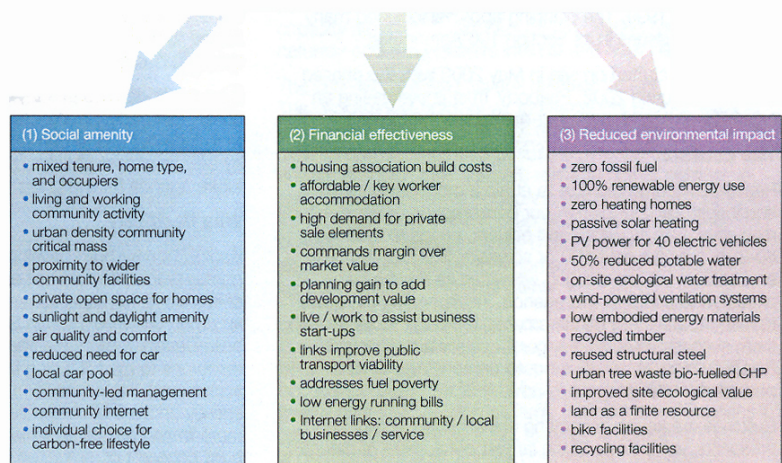 (1) Social amenity
• mixed tenure, home type,
and occupiers
• living and working
community activity
• urban density community
critical mass
• proximity to wider
community facilities
• private open space for homes
• sunlight and daylight amenity
• air quality and comfort
• reduced need for car
• local car pool
• community-led management
• community internet
• individual choice for
carbon-free lifestyle
(2) Financial effectiveness
• housing association build costs
• affordable / key worker
accommodation
• high demand for private
sale elements
• commands margin over
market value
• planning gain to add
development value
• live / work to assist business
start-ups
• links improve public
transport viability
• addresses fuel poverty
• low energy running bills
• Internet links: community / local
businesses / service
(3) Reduced environmental impact
• zero fossil fuel
• 100% renewable energy use
• zero heating homes
• passive solar heating
• PV power for 40 electric vehicles
• 50% reduced potable water
• on-site ecological water treatment
• wind-powered ventilation systems
• low embodied energy materials
• recycled timber
• reused structural steel
• urban tree waste bio-fuelled CHP
• improved site ecological value
• land as a finite resource
• bike facilities
• recycling facilities